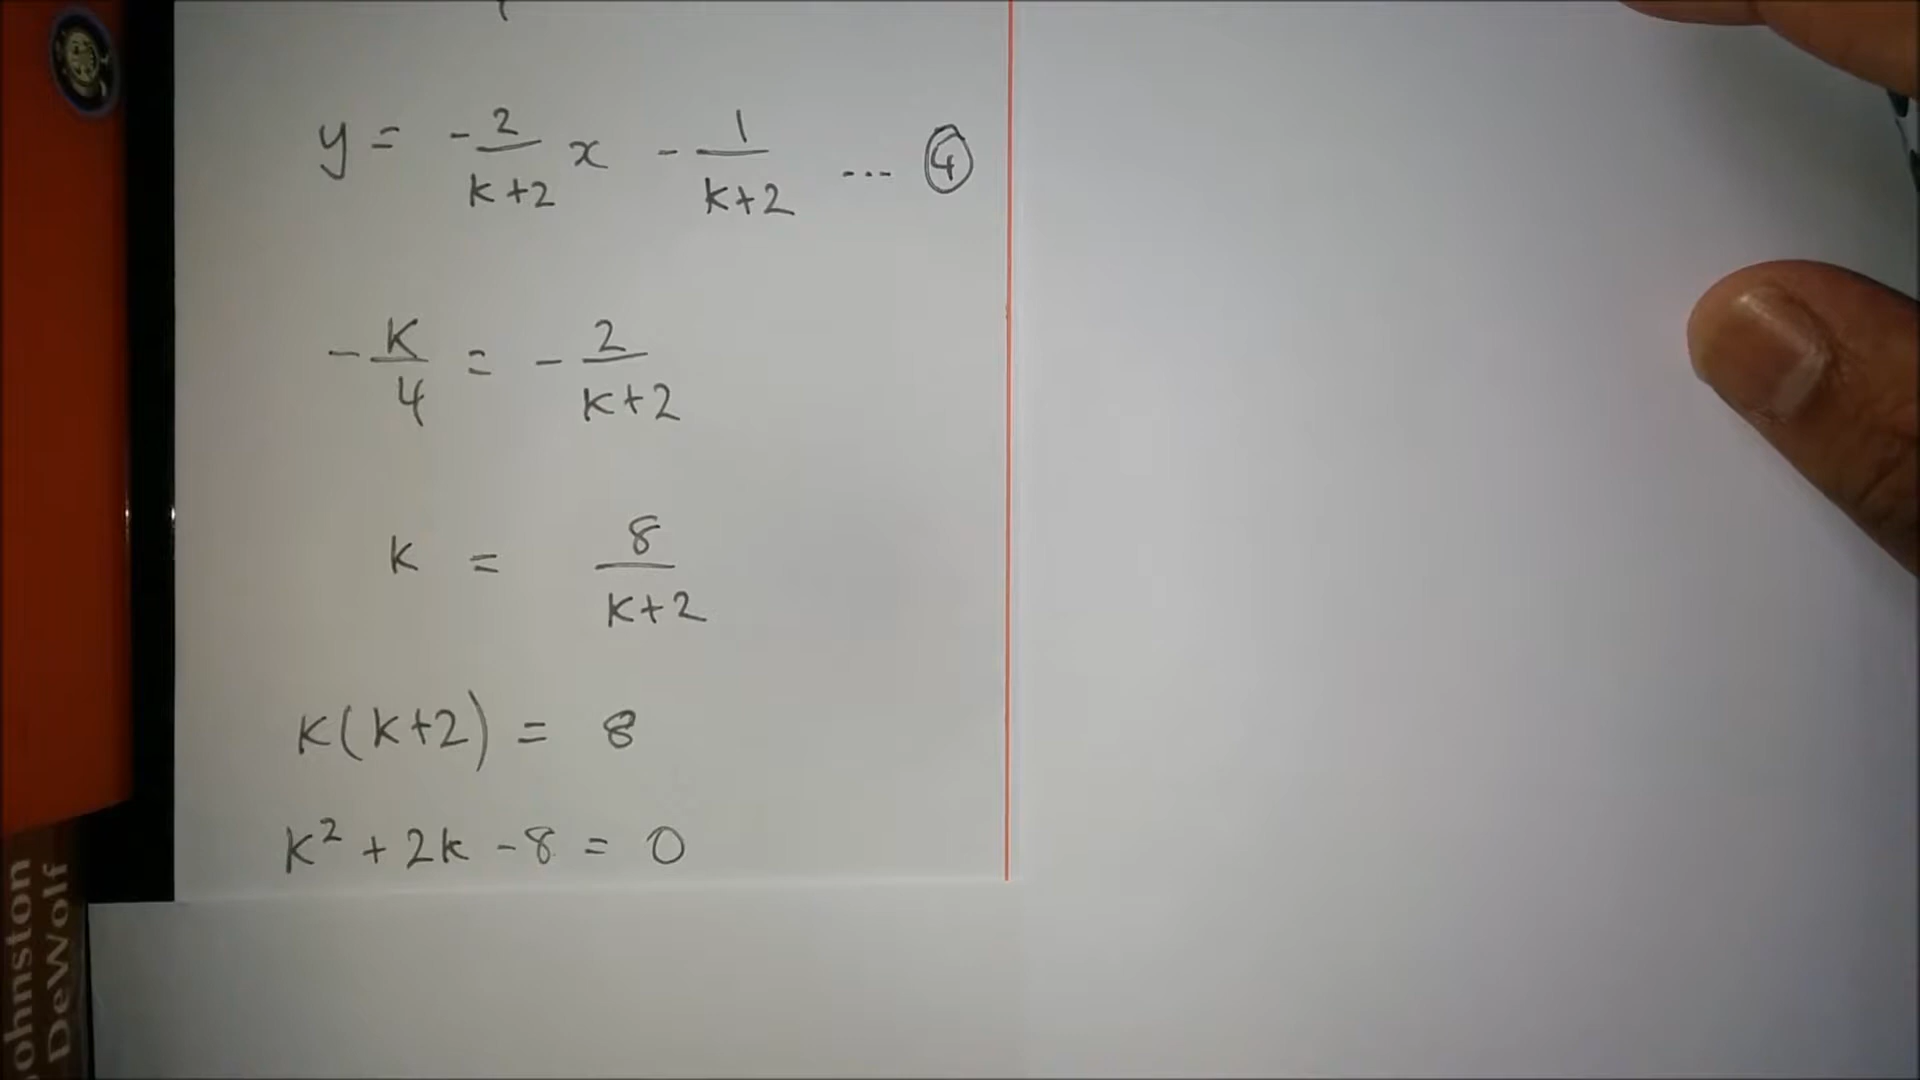 y = -2/(k+2) x - 1/(k+2) ... ④
-K/4 = -2/(k+2)
k = 8/(k+2)
k(k+2) = 8
k² + 2k - 8 = 0
ohnston
DeWolf